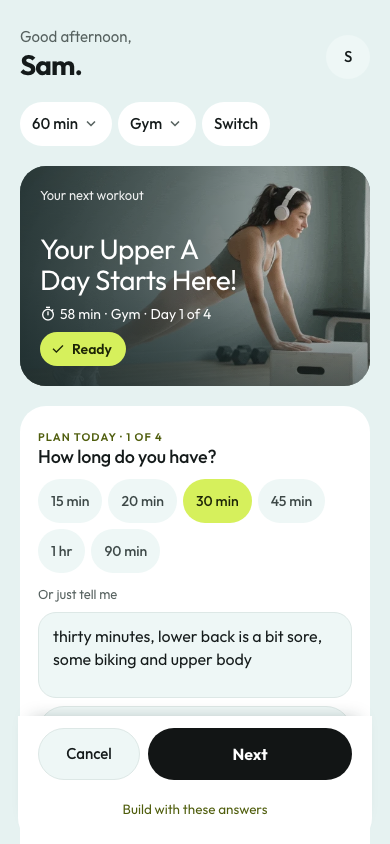 Good afternoon,
Sam.
S
60 min
Gym
Switch
Your next workout
Your Upper A
Day Starts Here!
58 min · Gym · Day 1 of 4
Ready
PLAN TODAY · 1 OF 4
How long do you have?
15 min
20 min
30 min
45 min
1 hr
90 min
Or just tell me
thirty minutes, lower back is a bit sore,
some biking and upper body
Cancel
Next
Build with these answers